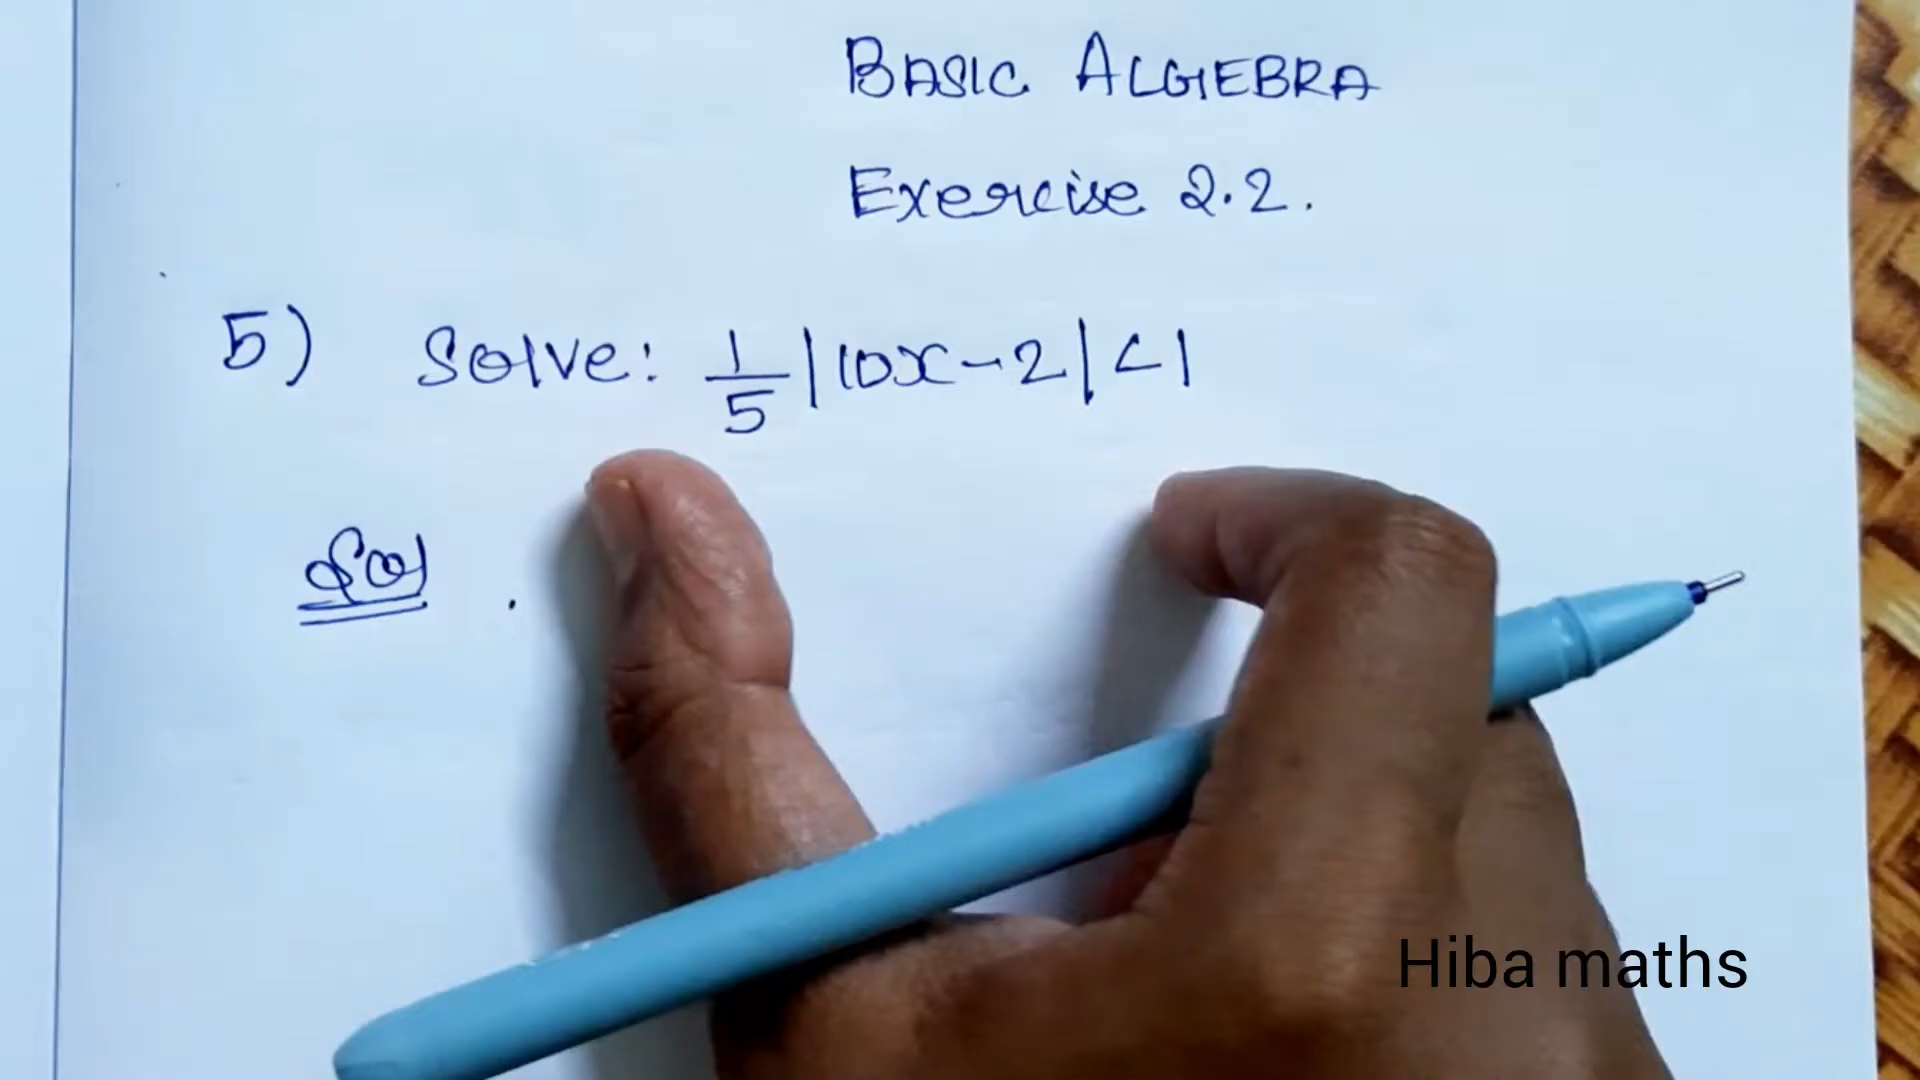 BASIC ALGEBRA
Exercise 2.2.
5) Solve: 1/5 |10x-2| < 1
Sol
Hiba maths